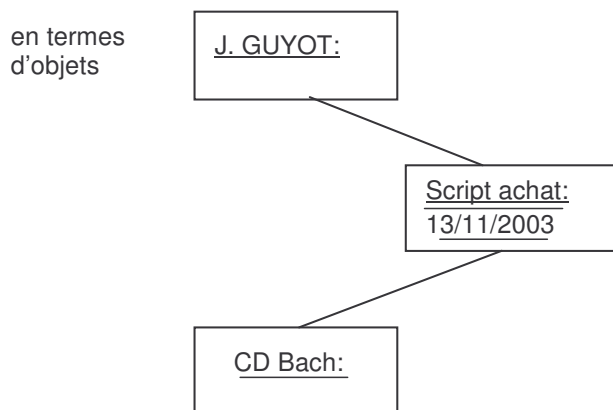 en termes
d'objets
J. GUYOT:
Script achat:
13/11/2003
CD Bach: